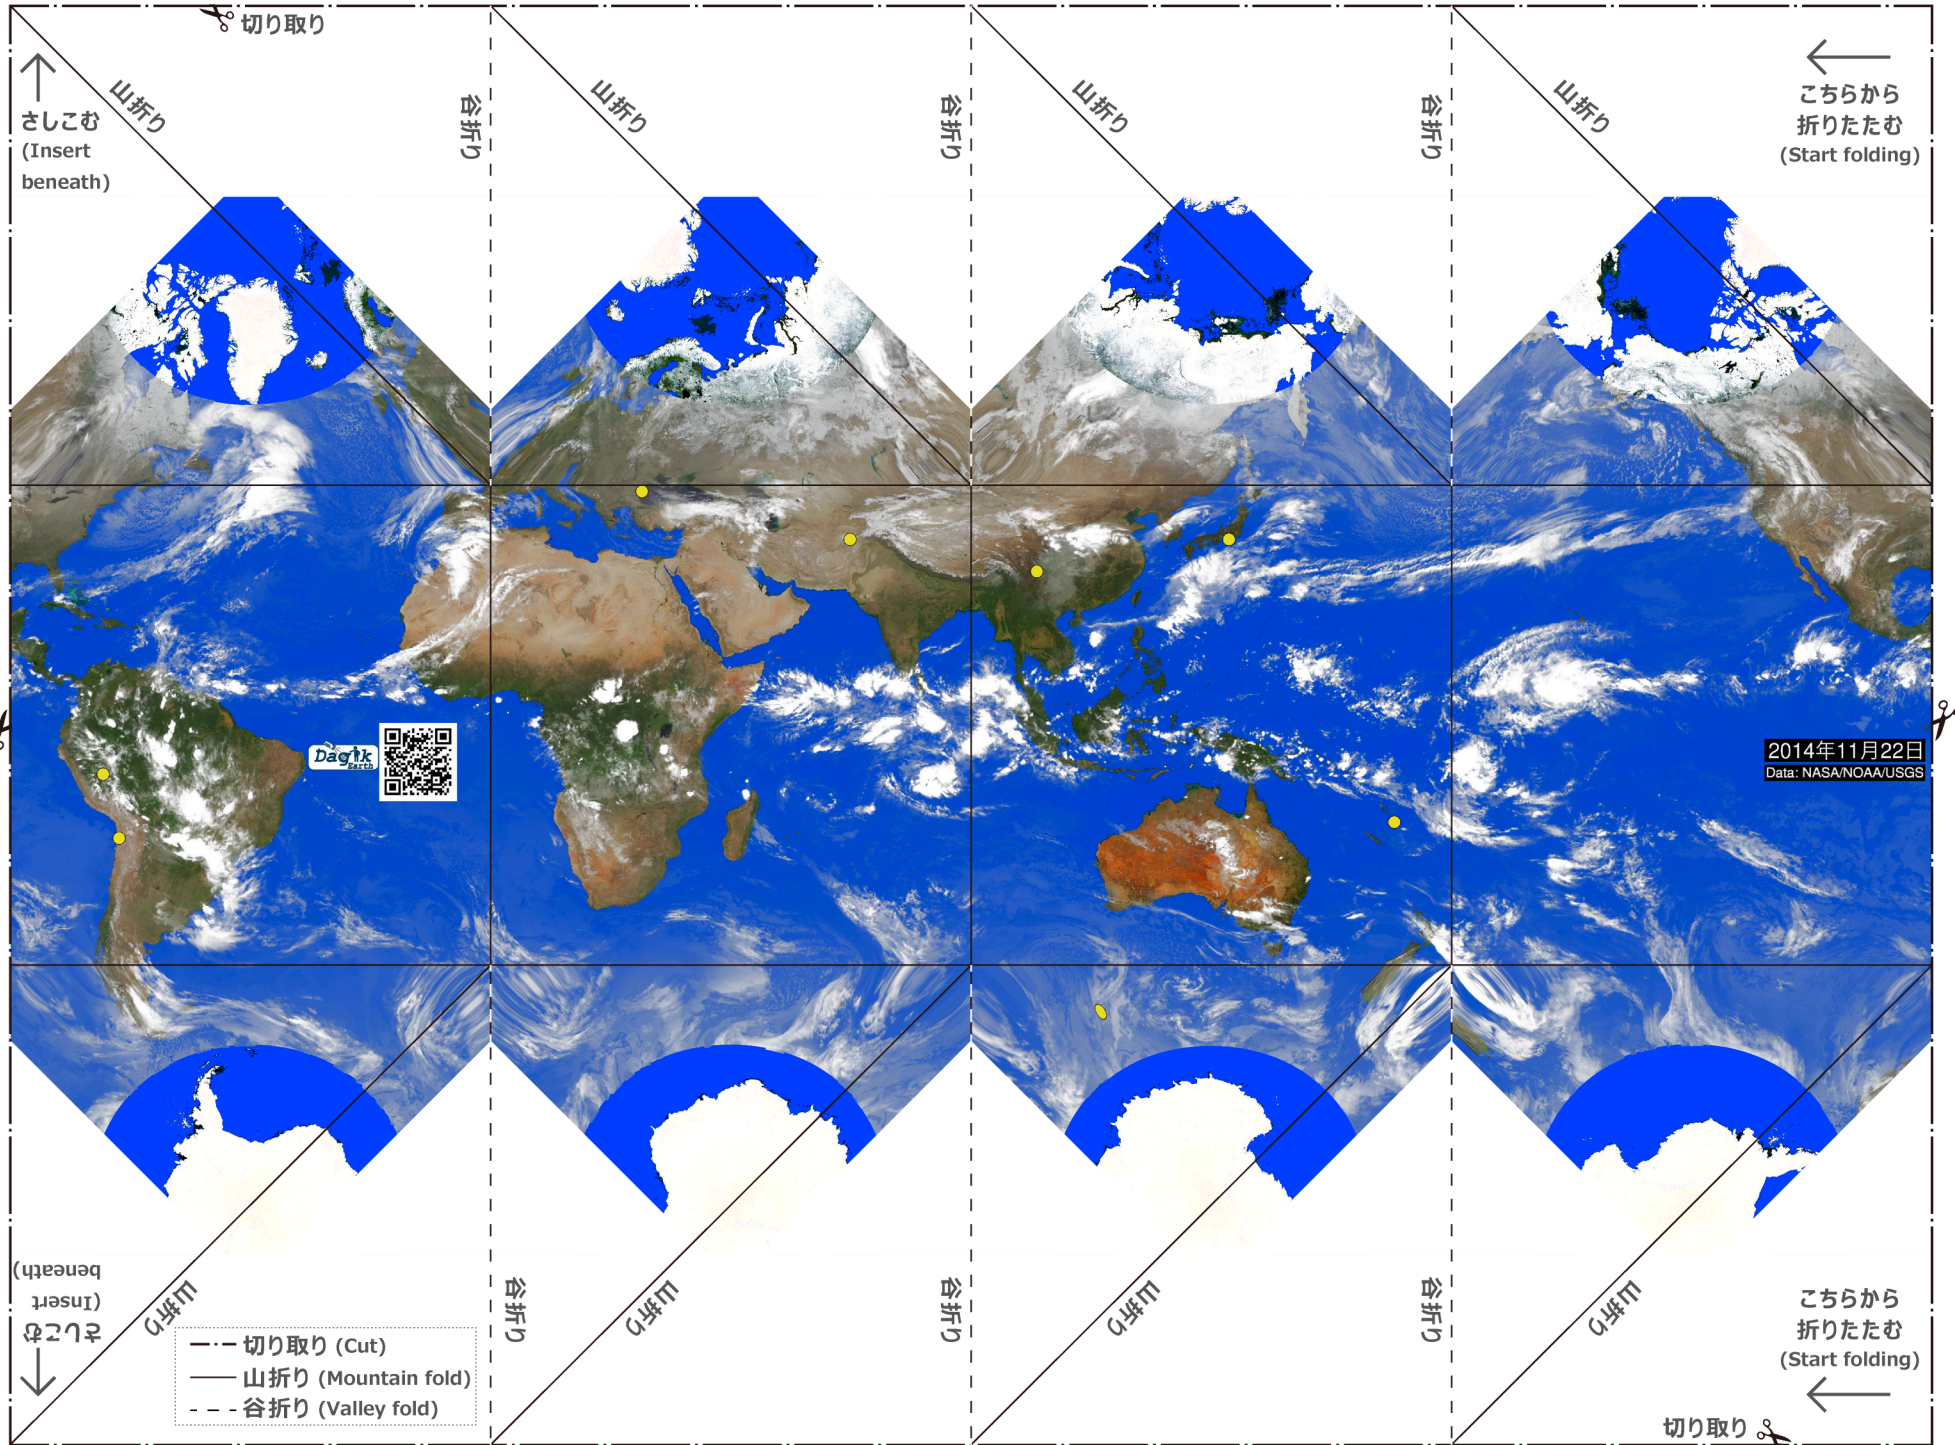 切り取り
山折り
山折り
山折り
山折り
谷折り
谷折り
谷折り
さしこむ
(Insert
beneath)
こちらから
折りたたむ
(Start folding)
Dagik
Earth
2014年11月22日
Data: NASA/NOAA/USGS
さしこむ
(Insert
beneath)
山折り
山折り
山折り
山折り
谷折り
谷折り
谷折り
こちらから
折りたたむ
(Start folding)
切り取り (Cut)
山折り (Mountain fold)
谷折り (Valley fold)
切り取り